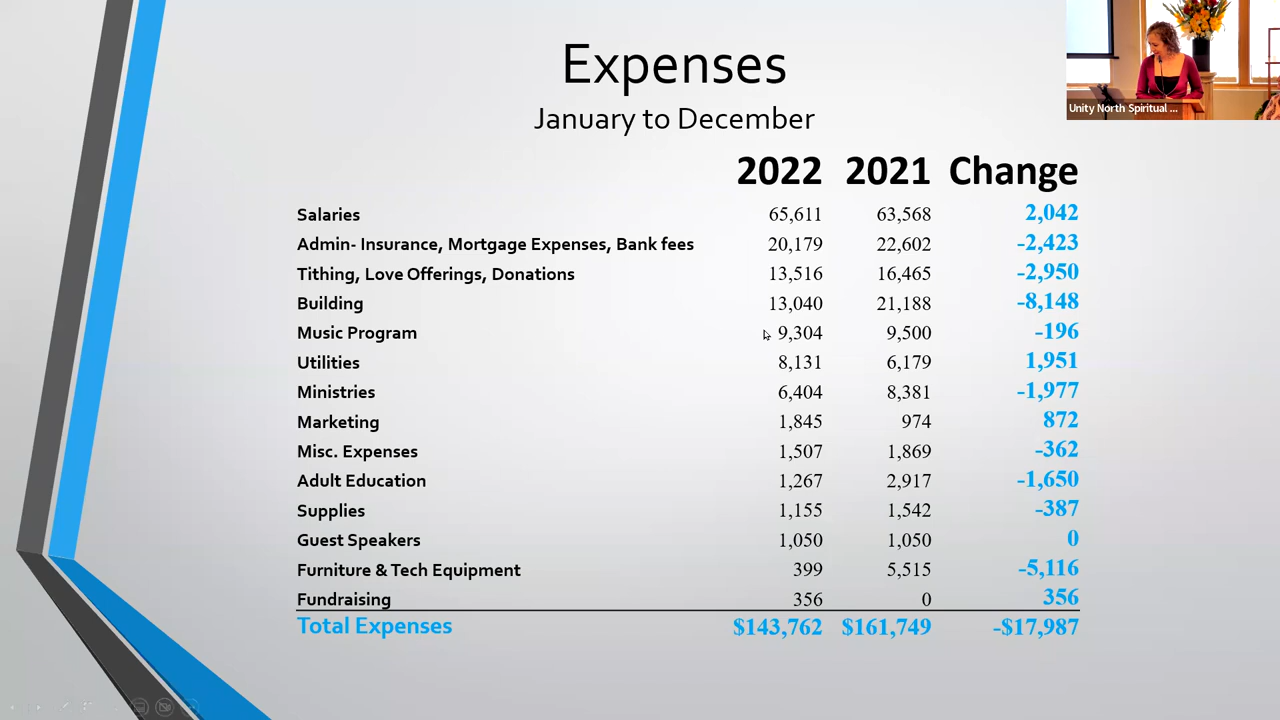 Expenses
January to December
2022 2021 Change
Salaries 65,611 63,568 2,042
Admin- Insurance, Mortgage Expenses, Bank fees 20,179 22,602 -2,423
Tithing, Love Offerings, Donations 13,516 16,465 -2,950
Building 13,040 21,188 -8,148
Music Program 9,304 9,500 -196
Utilities 8,131 6,179 1,951
Ministries 6,404 8,381 -1,977
Marketing 1,845 974 872
Misc. Expenses 1,507 1,869 -362
Adult Education 1,267 2,917 -1,650
Supplies 1,155 1,542 -387
Guest Speakers 1,050 1,050 0
Furniture & Tech Equipment 399 5,515 -5,116
Fundraising 356 0 356
Total Expenses $143,762 $161,749 -$17,987
Unity North Spiritual ...